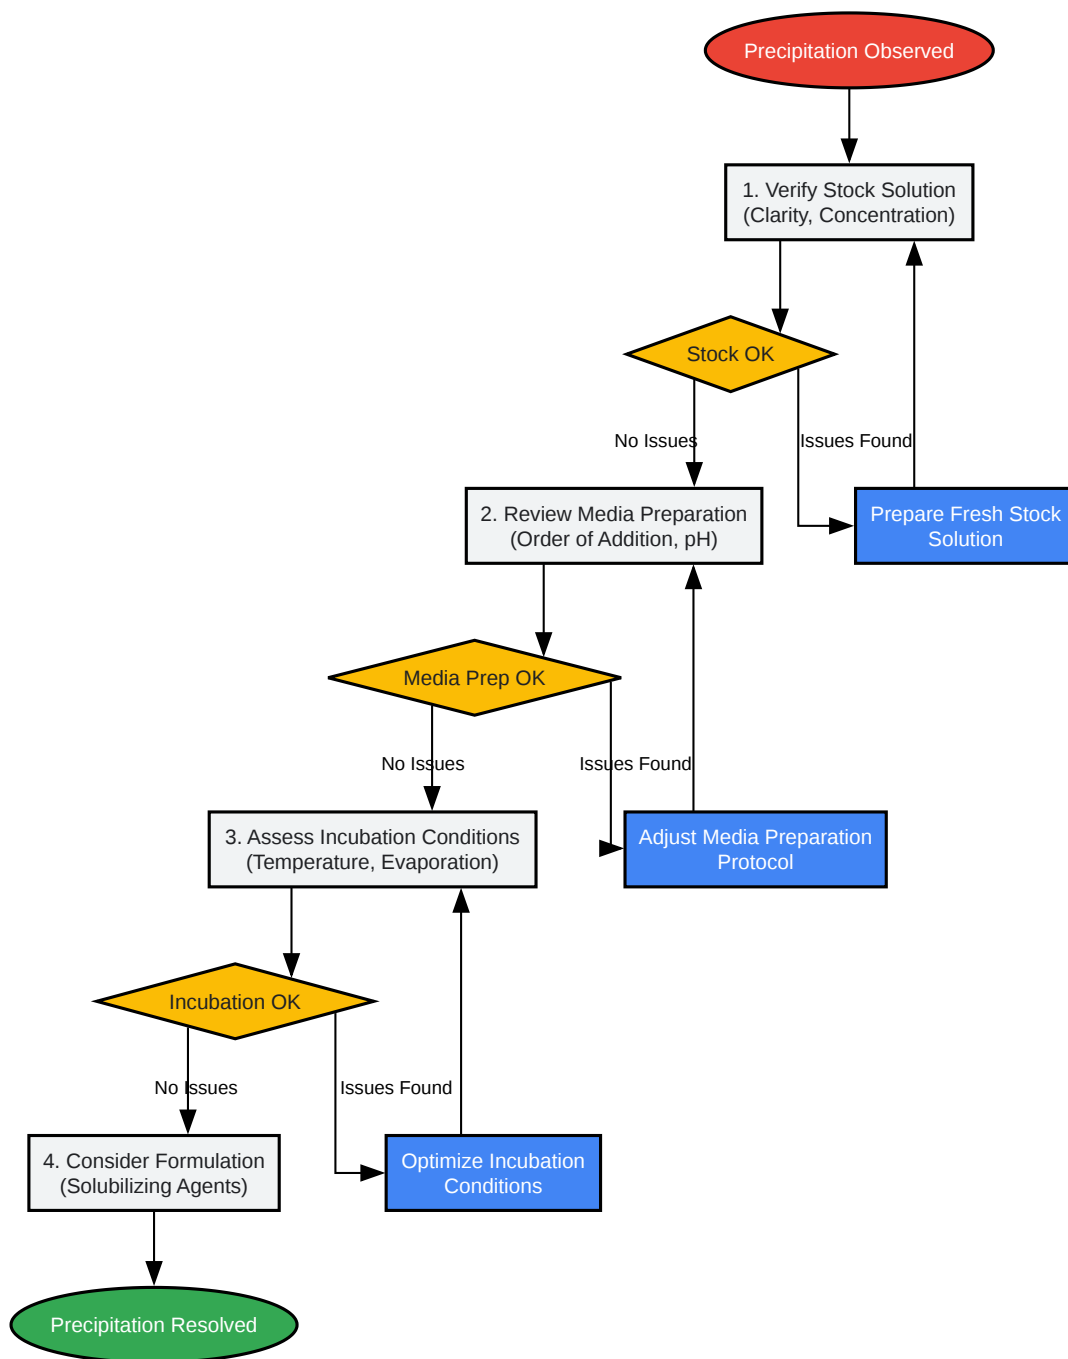 Precipitation Observed
1. Verify Stock Solution
(Clarity, Concentration)
Stock OK
No Issues
Issues Found
2. Review Media Preparation
(Order of Addition, pH)
Prepare Fresh Stock
Solution
Media Prep OK
No Issues
Issues Found
3. Assess Incubation Conditions
(Temperature, Evaporation)
Adjust Media Preparation
Protocol
Incubation OK
No Issues
Issues Found
4. Consider Formulation
(Solubilizing Agents)
Optimize Incubation
Conditions
Precipitation Resolved